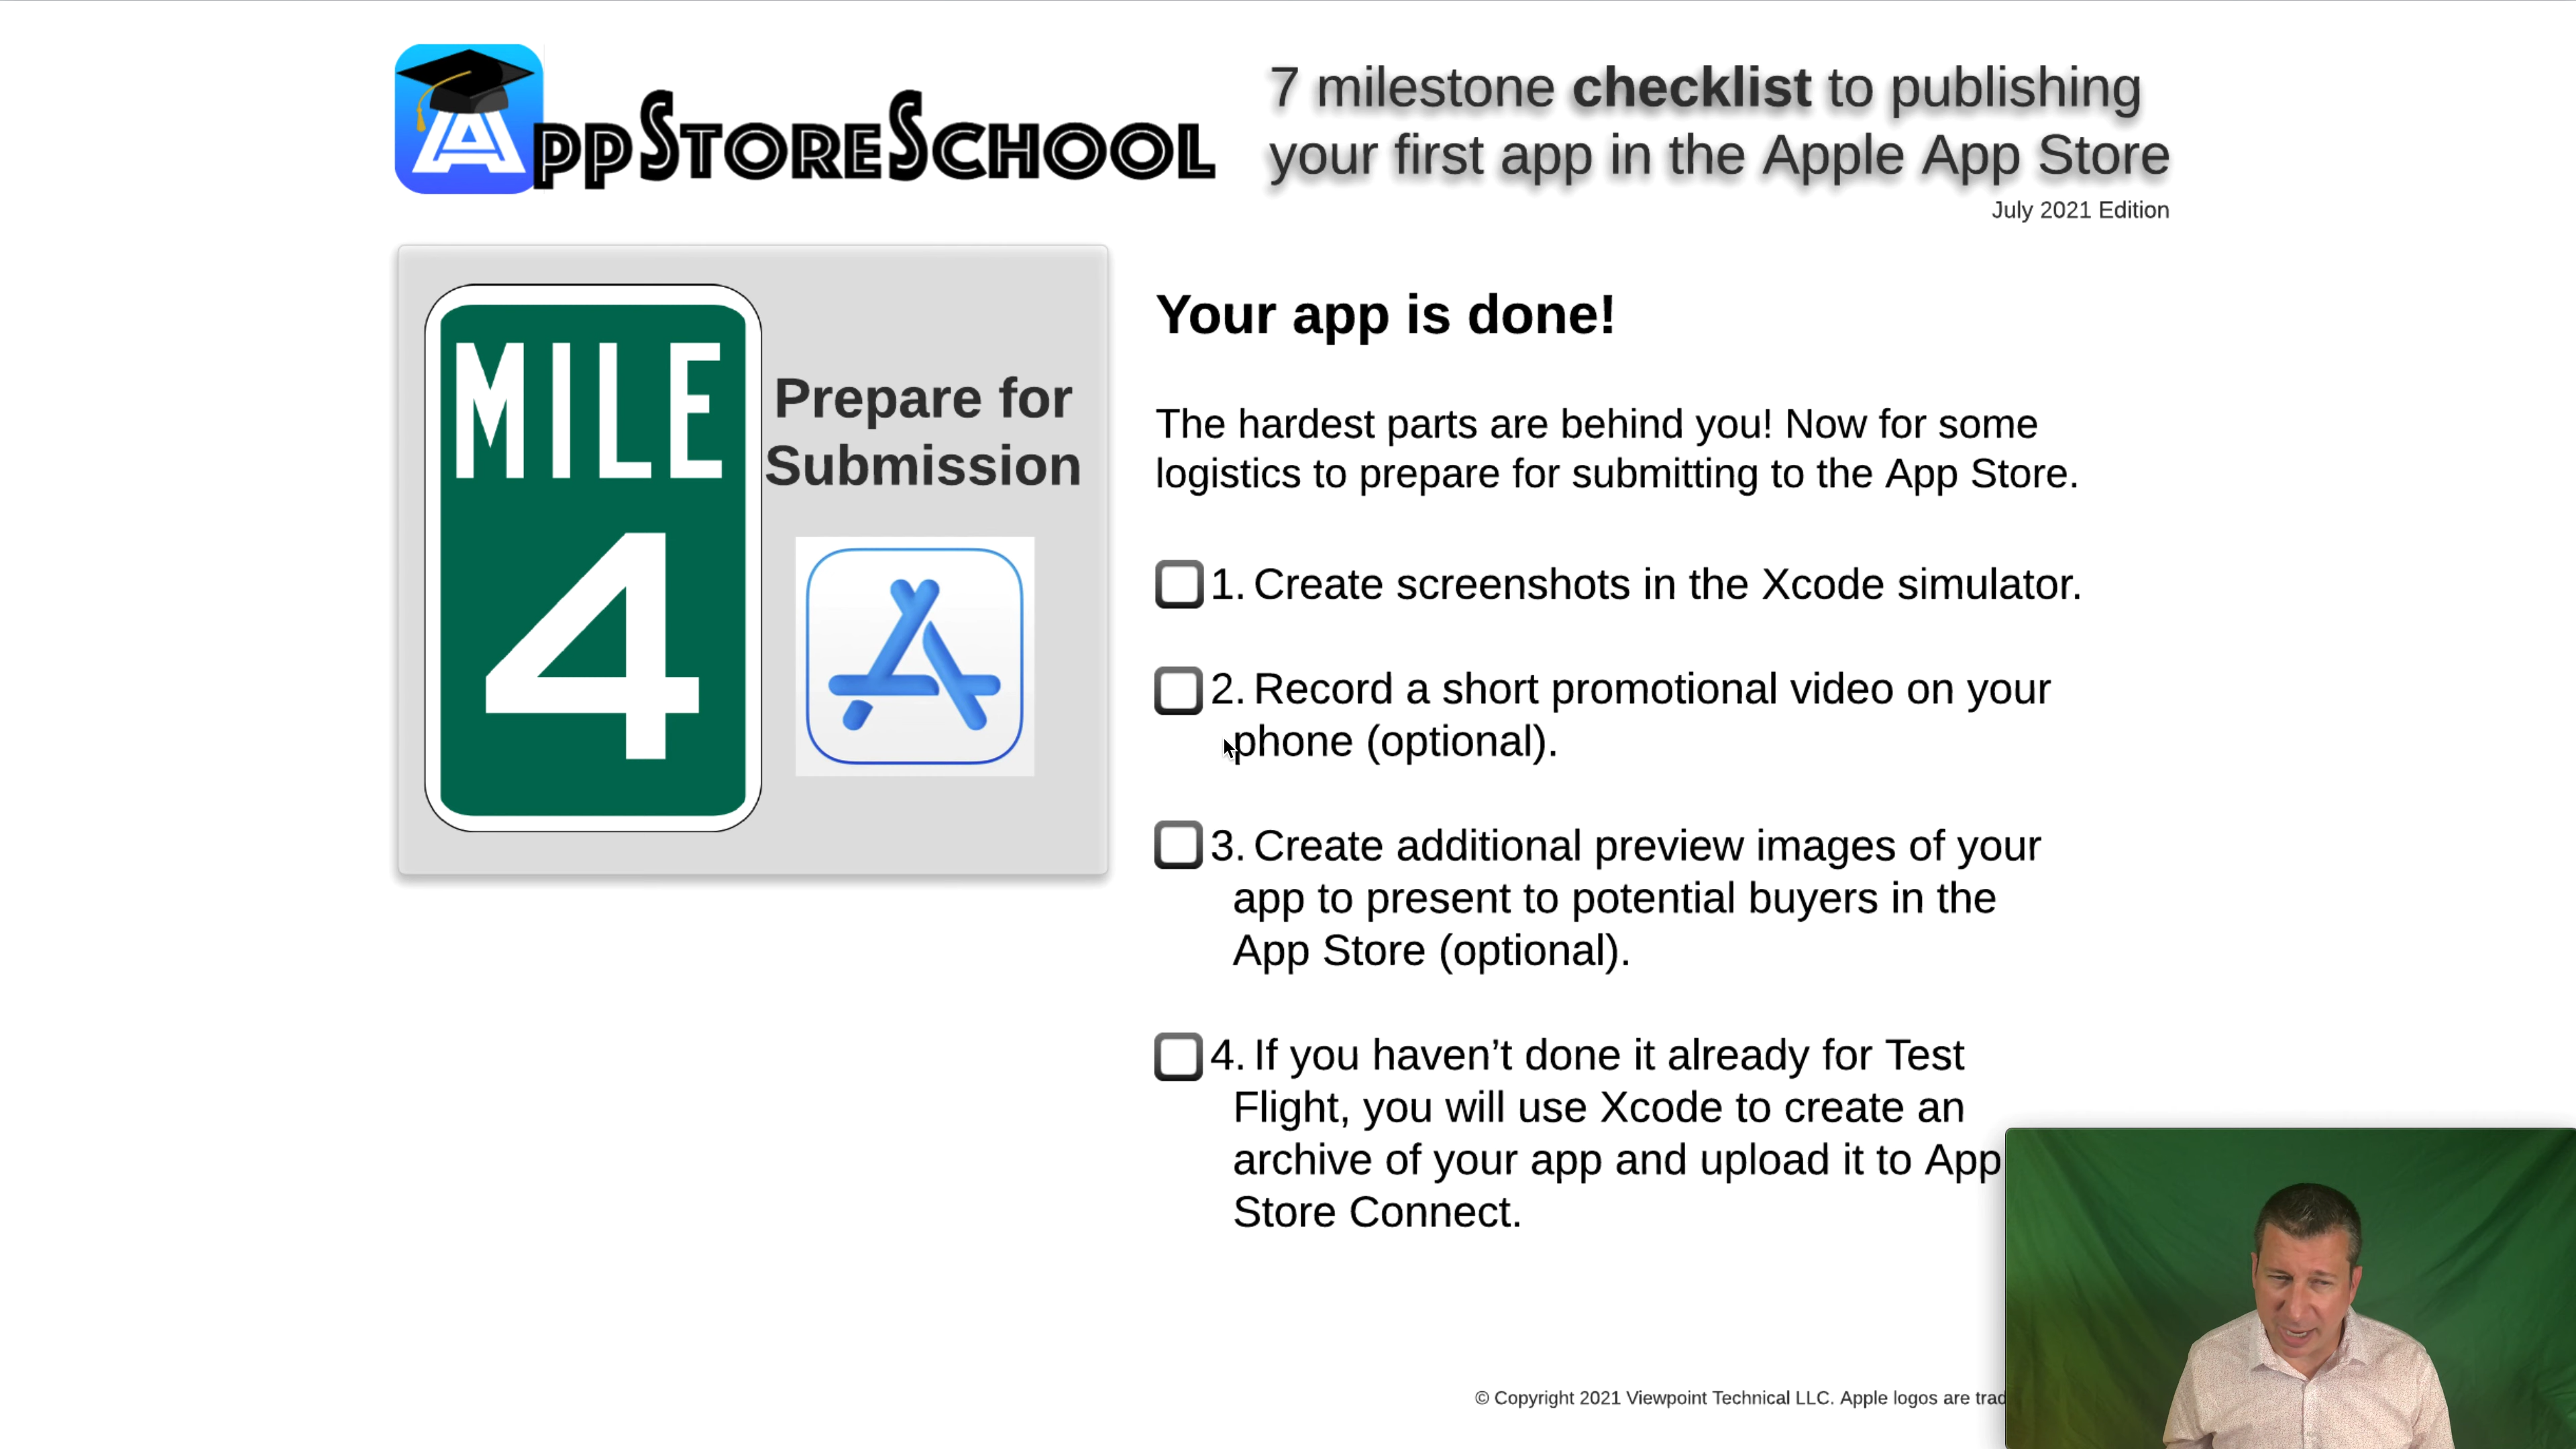 AppStoreSchool
7 milestone checklist to publishing
your first app in the Apple App Store
July 2021 Edition
MILE
4
Prepare for
Submission
Your app is done!
The hardest parts are behind you! Now for some
logistics to prepare for submitting to the App Store.
1. Create screenshots in the Xcode simulator.
2. Record a short promotional video on your
phone (optional).
3. Create additional preview images of your
app to present to potential buyers in the
App Store (optional).
4. If you haven’t done it already for Test
Flight, you will use Xcode to create an
archive of your app and upload it to App
Store Connect.
© Copyright 2021 Viewpoint Technical LLC. Apple logos are